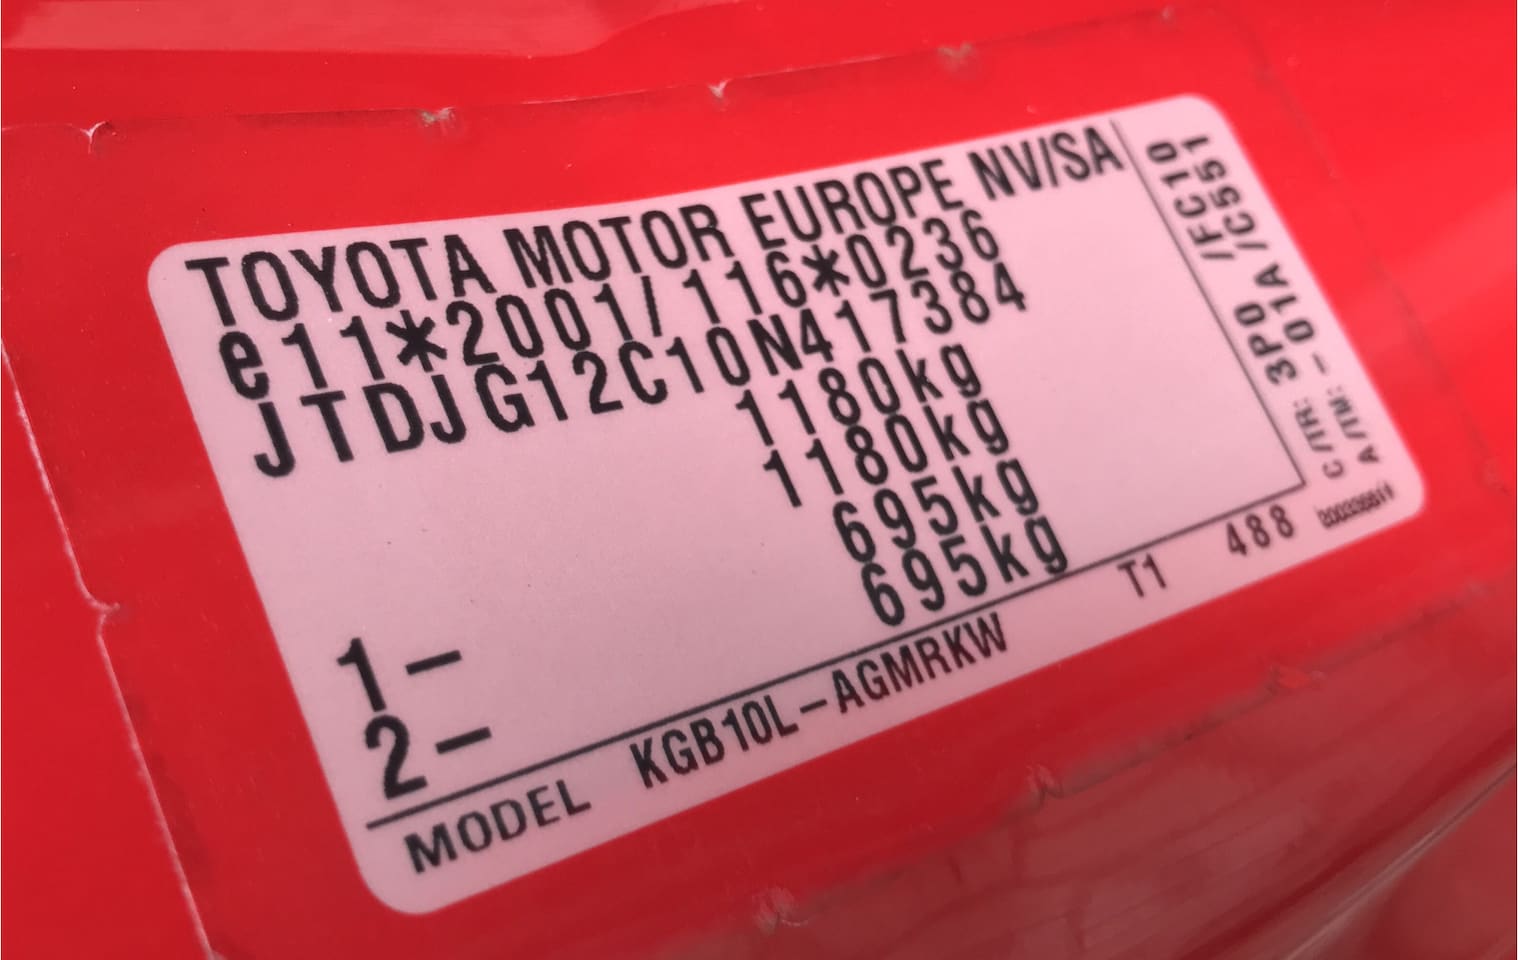 TOYOTA MOTOR EUROPE NV/SA
e11*2001/116*0236
JTDJG12C10N417384
1180kg
1180kg
1- 695kg
2- 695kg
MODEL KGB10L-AGMRKW T1 488
C/TR: 3P0 /FC10
A/TM: -01A /C551